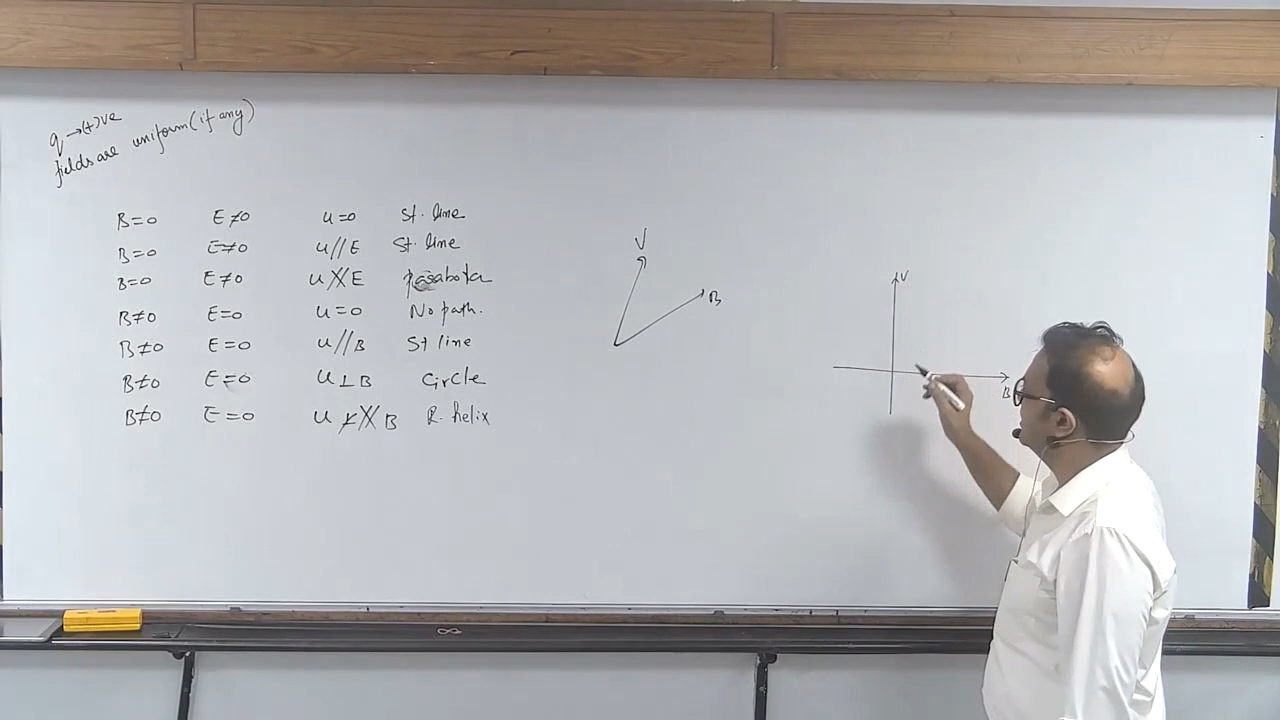 q → (+)ve
fields are uniform (if any)
B = 0 E ≠ 0 u = 0 St. line
B = 0 E ≠ 0 u // E St. line
B = 0 E ≠ 0 u ∦ E parabola
B ≠ 0 E = 0 u = 0 No path.
B ≠ 0 E = 0 u // B St line
B ≠ 0 E = 0 u ⊥ B Circle
B ≠ 0 E = 0 u ⊥̸ ∦ B R. helix
V
B
V
B